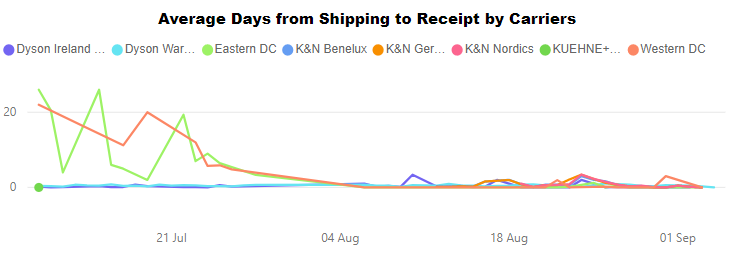 Average Days from Shipping to Receipt by Carriers
Dyson Ireland ... Dyson War... Eastern DC K&N Benelux K&N Ger... K&N Nordics KUEHNE+... Western DC
20
0
21 Jul 04 Aug 18 Aug 01 Sep